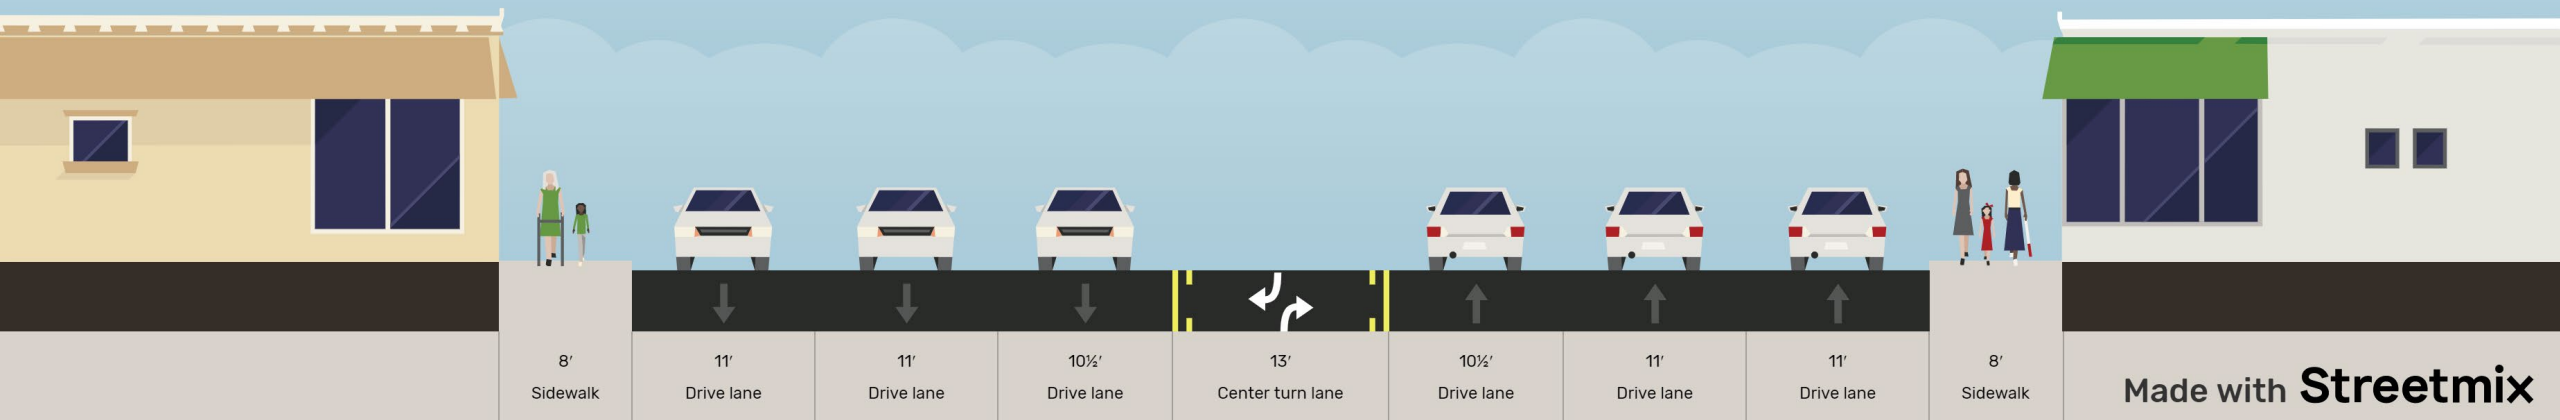 8′
Sidewalk
11′
Drive lane
11′
Drive lane
10½′
Drive lane
13′
Center turn lane
10½′
Drive lane
11′
Drive lane
11′
Drive lane
8′
Sidewalk
Made with Streetmix